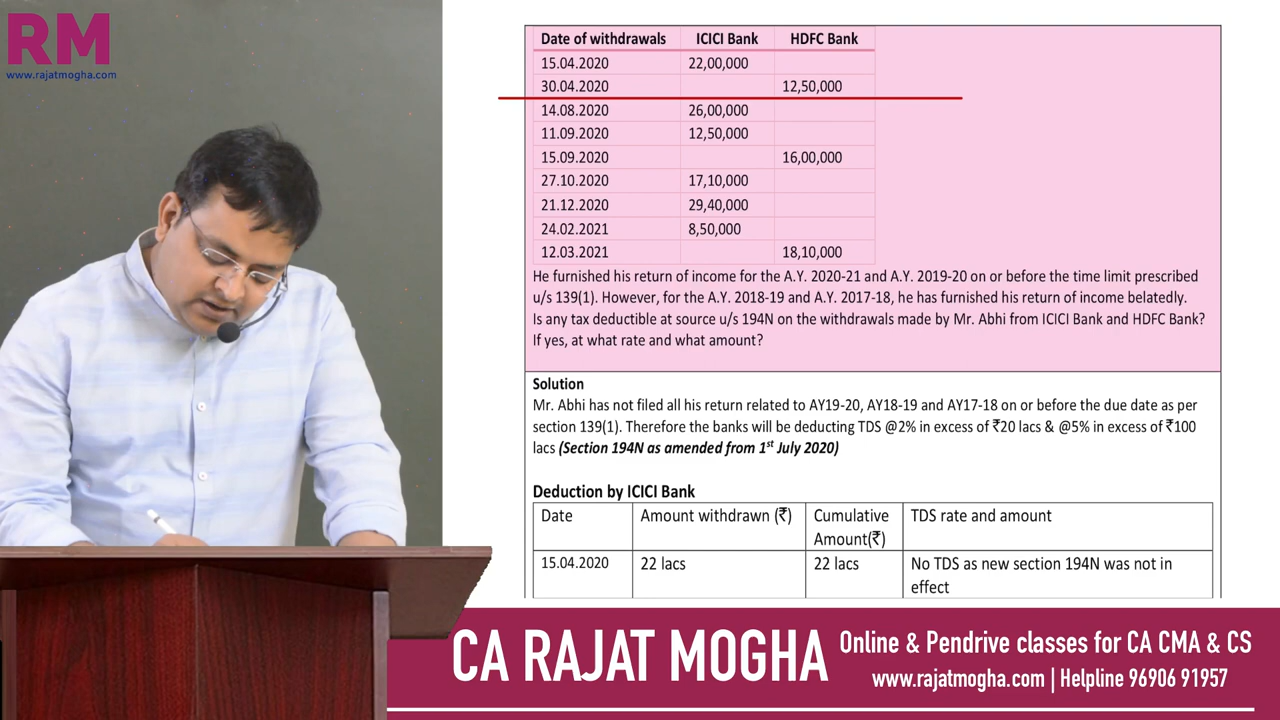 RM
www.rajatmogha.com
Date of withdrawals ICICI Bank HDFC Bank
15.04.2020 22,00,000
30.04.2020 12,50,000
14.08.2020 26,00,000
11.09.2020 12,50,000
15.09.2020 16,00,000
27.10.2020 17,10,000
21.12.2020 29,40,000
24.02.2021 8,50,000
12.03.2021 18,10,000
He furnished his return of income for the A.Y. 2020-21 and A.Y. 2019-20 on or before the time limit prescribed
u/s 139(1). However, for the A.Y. 2018-19 and A.Y. 2017-18, he has furnished his return of income belatedly.
Is any tax deductible at source u/s 194N on the withdrawals made by Mr. Abhi from ICICI Bank and HDFC Bank?
If yes, at what rate and what amount?
Solution
Mr. Abhi has not filed all his return related to AY19-20, AY18-19 and AY17-18 on or before the due date as per
section 139(1). Therefore the banks will be deducting TDS @2% in excess of ₹20 lacs & @5% in excess of ₹100
lacs (Section 194N as amended from 1st July 2020)
Deduction by ICICI Bank
Date Amount withdrawn (₹) Cumulative TDS rate and amount
Amount(₹)
15.04.2020 22 lacs 22 lacs No TDS as new section 194N was not in
effect
CA RAJAT MOGHA
Online & Pendrive classes for CA CMA & CS
www.rajatmogha.com | Helpline 96906 91957